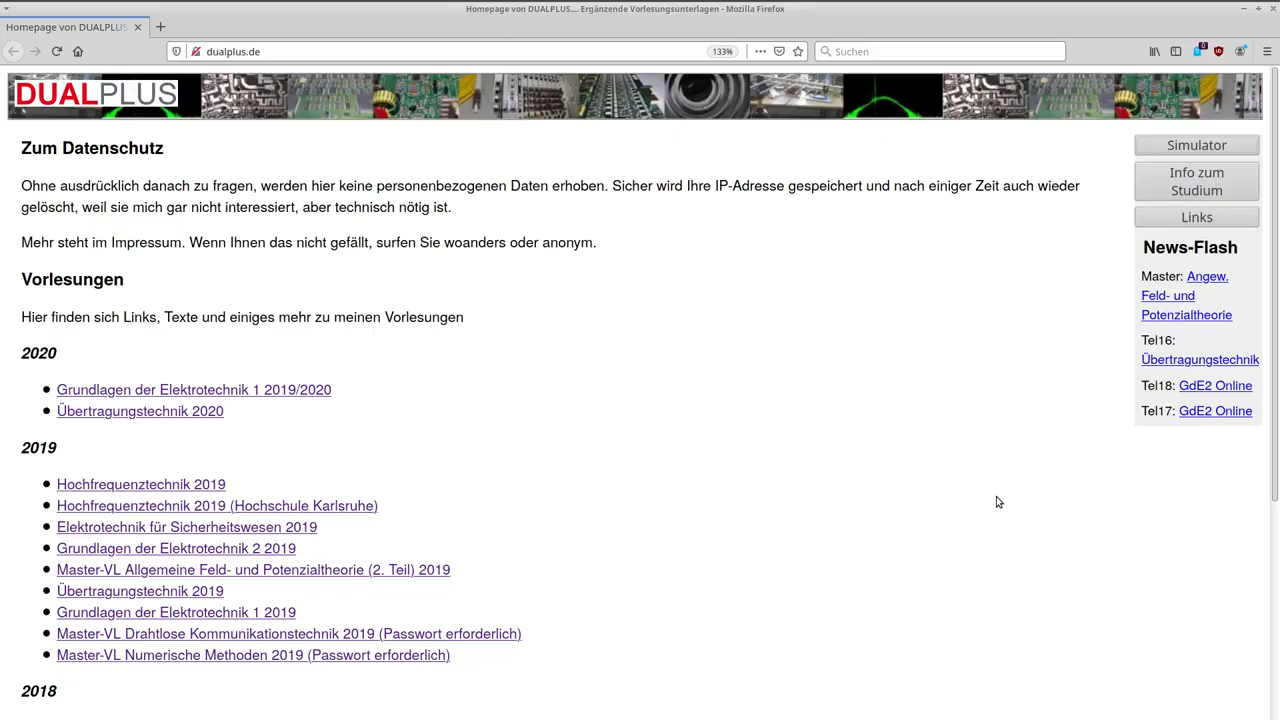 Homepage von DUALPLUS.... Ergänzende Vorlesungsunterlagen - Mozilla Firefox
Homepage von DUALPLUS
dualplus.de
133%
Suchen
DUALPLUS
Zum Datenschutz
Ohne ausdrücklich danach zu fragen, werden hier keine personenbezogenen Daten erhoben. Sicher wird Ihre IP-Adresse gespeichert und nach einiger Zeit auch wieder
gelöscht, weil sie mich gar nicht interessiert, aber technisch nötig ist.
Mehr steht im Impressum. Wenn Ihnen das nicht gefällt, surfen Sie woanders oder anonym.
Vorlesungen
Hier finden sich Links, Texte und einiges mehr zu meinen Vorlesungen
2020
Grundlagen der Elektrotechnik 1 2019/2020
Übertragungstechnik 2020
2019
Hochfrequenztechnik 2019
Hochfrequenztechnik 2019 (Hochschule Karlsruhe)
Elektrotechnik für Sicherheitswesen 2019
Grundlagen der Elektrotechnik 2 2019
Master-VL Allgemeine Feld- und Potenzialtheorie (2. Teil) 2019
Übertragungstechnik 2019
Grundlagen der Elektrotechnik 1 2019
Master-VL Drahtlose Kommunikationstechnik 2019 (Passwort erforderlich)
Master-VL Numerische Methoden 2019 (Passwort erforderlich)
2018
Simulator
Info zum
Studium
Links
News-Flash
Master: Angew.
Feld- und
Potenzialtheorie
Tel16:
Übertragungstechnik
Tel18: GdE2 Online
Tel17: GdE2 Online